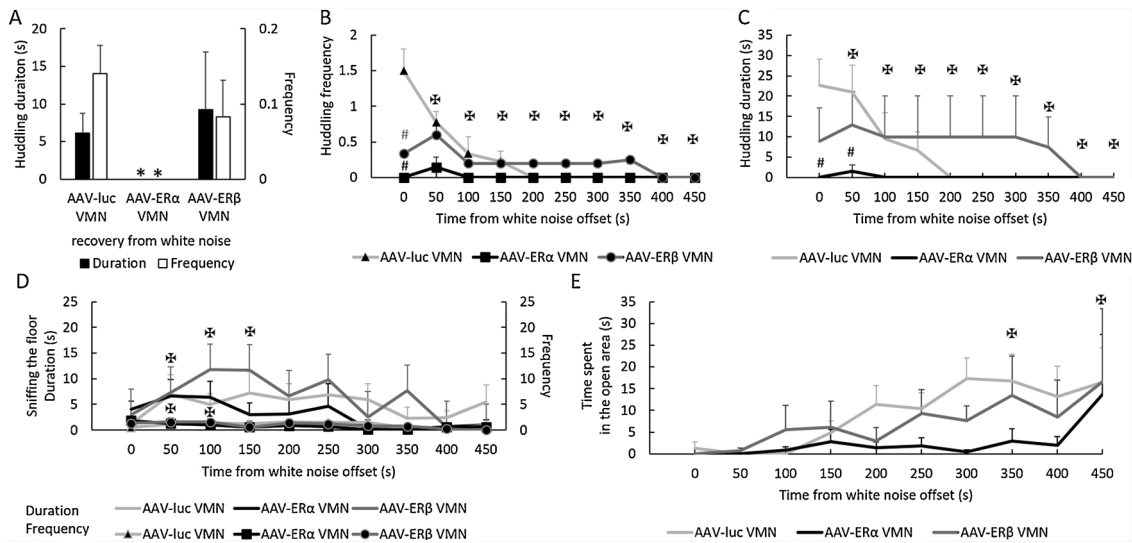 A
Huddling duraiton (s)
20
15
10
5
0
0.2
0.1
0
Frequency
* *
AAV-luc VMN
AAV-ERα VMN
AAV-ERβ VMN
recovery from white noise
Duration
Frequency
B
Huddling frequency
2
1.5
1
0.5
0
#
#
✠ ✠ ✠ ✠ ✠ ✠ ✠ ✠ ✠
0 50 100 150 200 250 300 350 400 450
Time from white noise offset (s)
AAV-luc VMN AAV-ERα VMN AAV-ERβ VMN
C
Huddling duration (s)
35
30
25
20
15
10
5
0
✠ ✠ ✠ ✠ ✠ ✠ ✠ ✠ ✠
# #
0 50 100 150 200 250 300 350 400 450
Time from white noise offset (s)
AAV-luc VMN AAV-ERα VMN AAV-ERβ VMN
D
Sniffing the floor
Duration (s)
25
20
15
10
5
0
✠ ✠ ✠
✠ ✠
25
20
15
10
5
0
Frequency
0 50 100 150 200 250 300 350 400 450
Time from white noise offset (s)
Duration AAV-luc VMN AAV-ERα VMN AAV-ERβ VMN
Frequency AAV-luc VMN AAV-ERα VMN AAV-ERβ VMN
E
Time spent
in the open area (s)
35
30
25
20
15
10
5
0
✠ ✠
0 50 100 150 200 250 300 350 400 450
Time from white noise offset (s)
AAV-luc VMN AAV-ERα VMN AAV-ERβ VMN